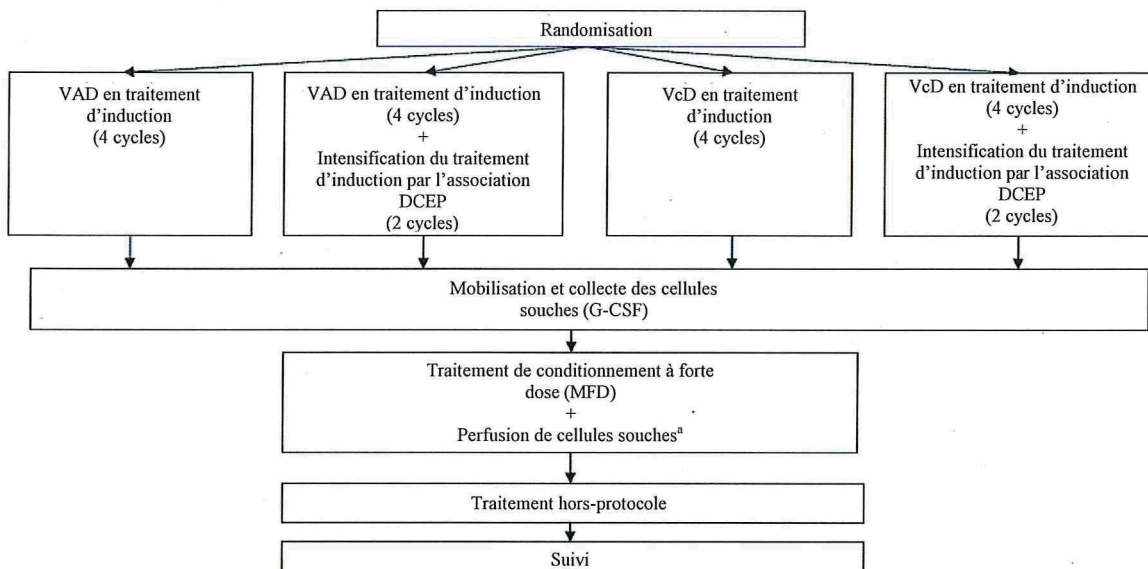 Randomisation
VAD en traitement
d’induction
(4 cycles)
VAD en traitement d’induction
(4 cycles)
+
Intensification du traitement
d’induction par l’association
DCEP
(2 cycles)
VcD en traitement
d’induction
(4 cycles)
VcD en traitement d’induction
(4 cycles)
+
Intensification du traitement
d’induction par l’association
DCEP
(2 cycles)
Mobilisation et collecte des cellules
souches (G-CSF)
Traitement de conditionnement à forte
dose (MFD)
+
Perfusion de cellules souchesᵃ
Traitement hors-protocole
Suivi